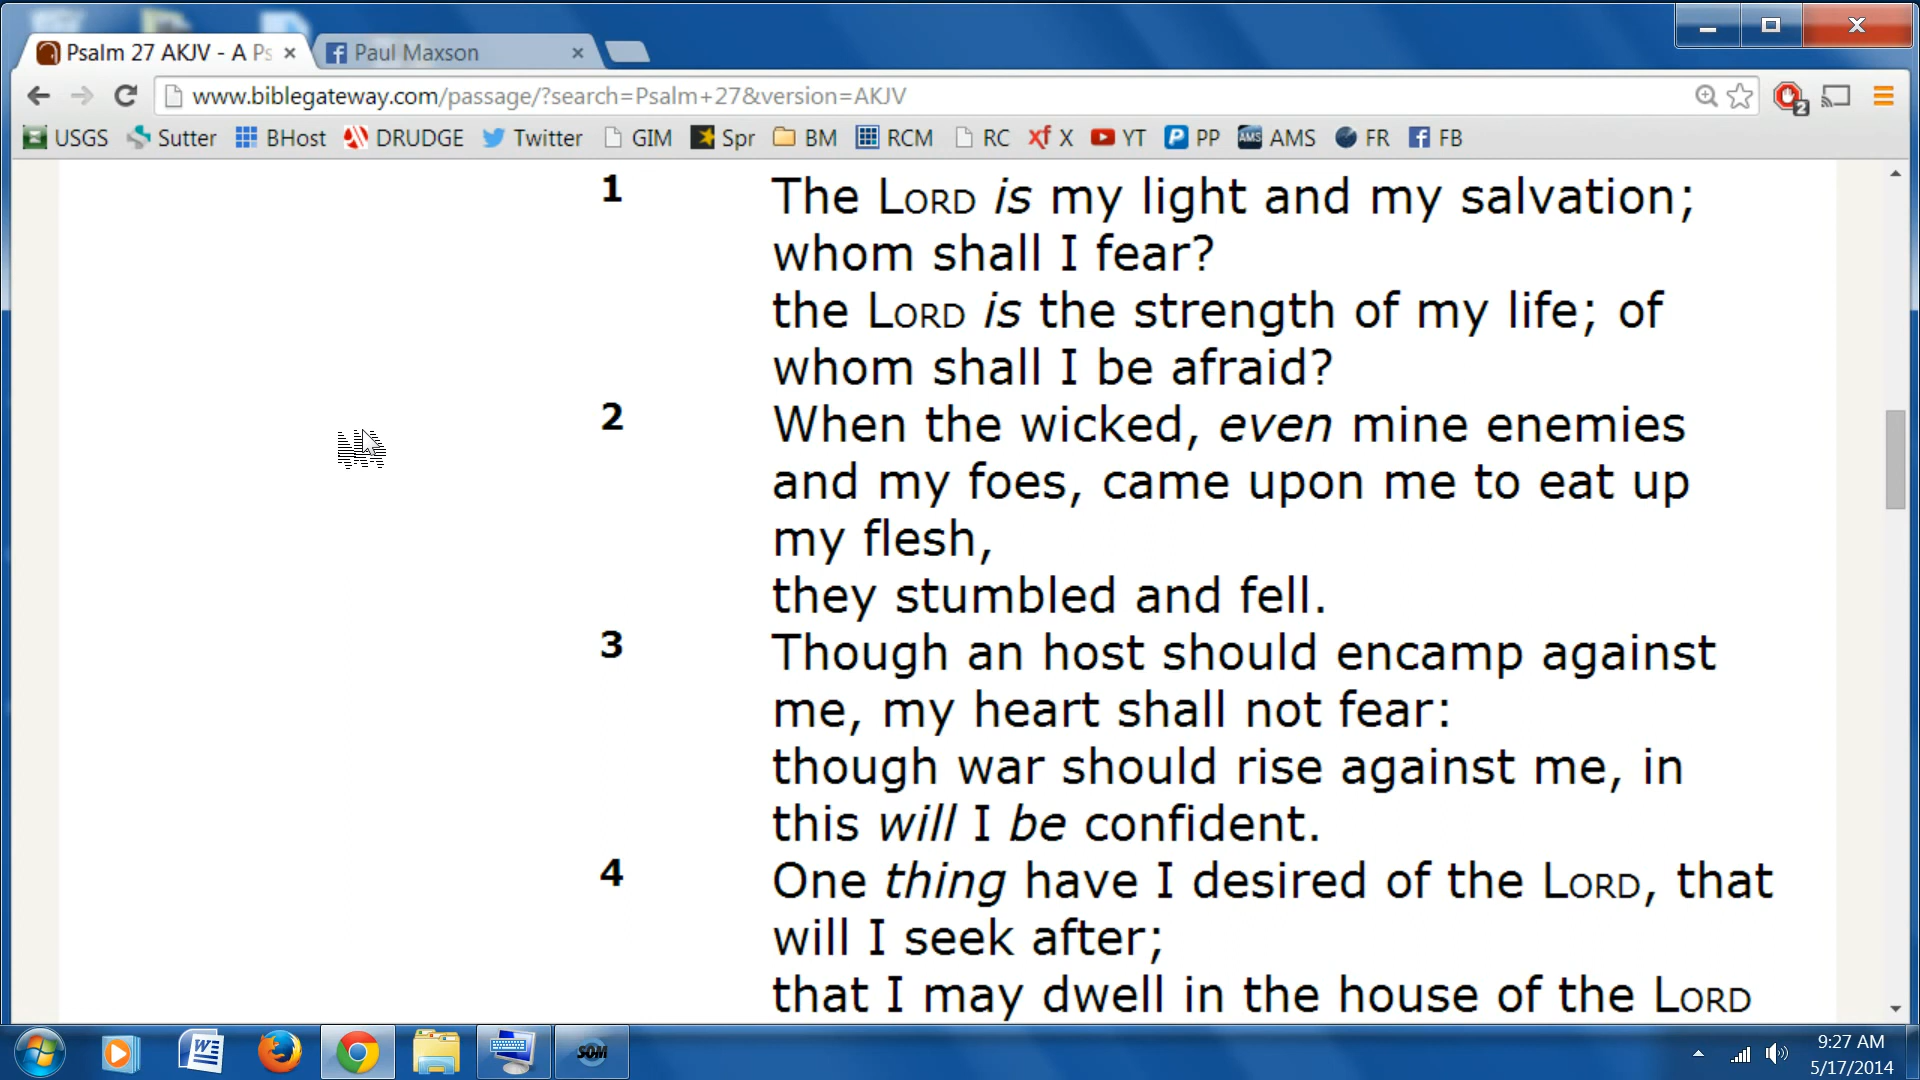 Psalm 27 AKJV - A Ps
Paul Maxson
www.biblegateway.com/passage/?search=Psalm+27&version=AKJV
2
USGS Sutter BHost DRUDGE Twitter GIM Spr BM RCM RC xf X YT PP AMS AMS FR FB
1 The LORD is my light and my salvation;
whom shall I fear?
the LORD is the strength of my life; of
whom shall I be afraid?
2 When the wicked, even mine enemies
and my foes, came upon me to eat up
my flesh,
they stumbled and fell.
3 Though an host should encamp against
me, my heart shall not fear:
though war should rise against me, in
this will I be confident.
4 One thing have I desired of the LORD, that
will I seek after;
that I may dwell in the house of the LORD
SOM
9:27 AM
5/17/2014